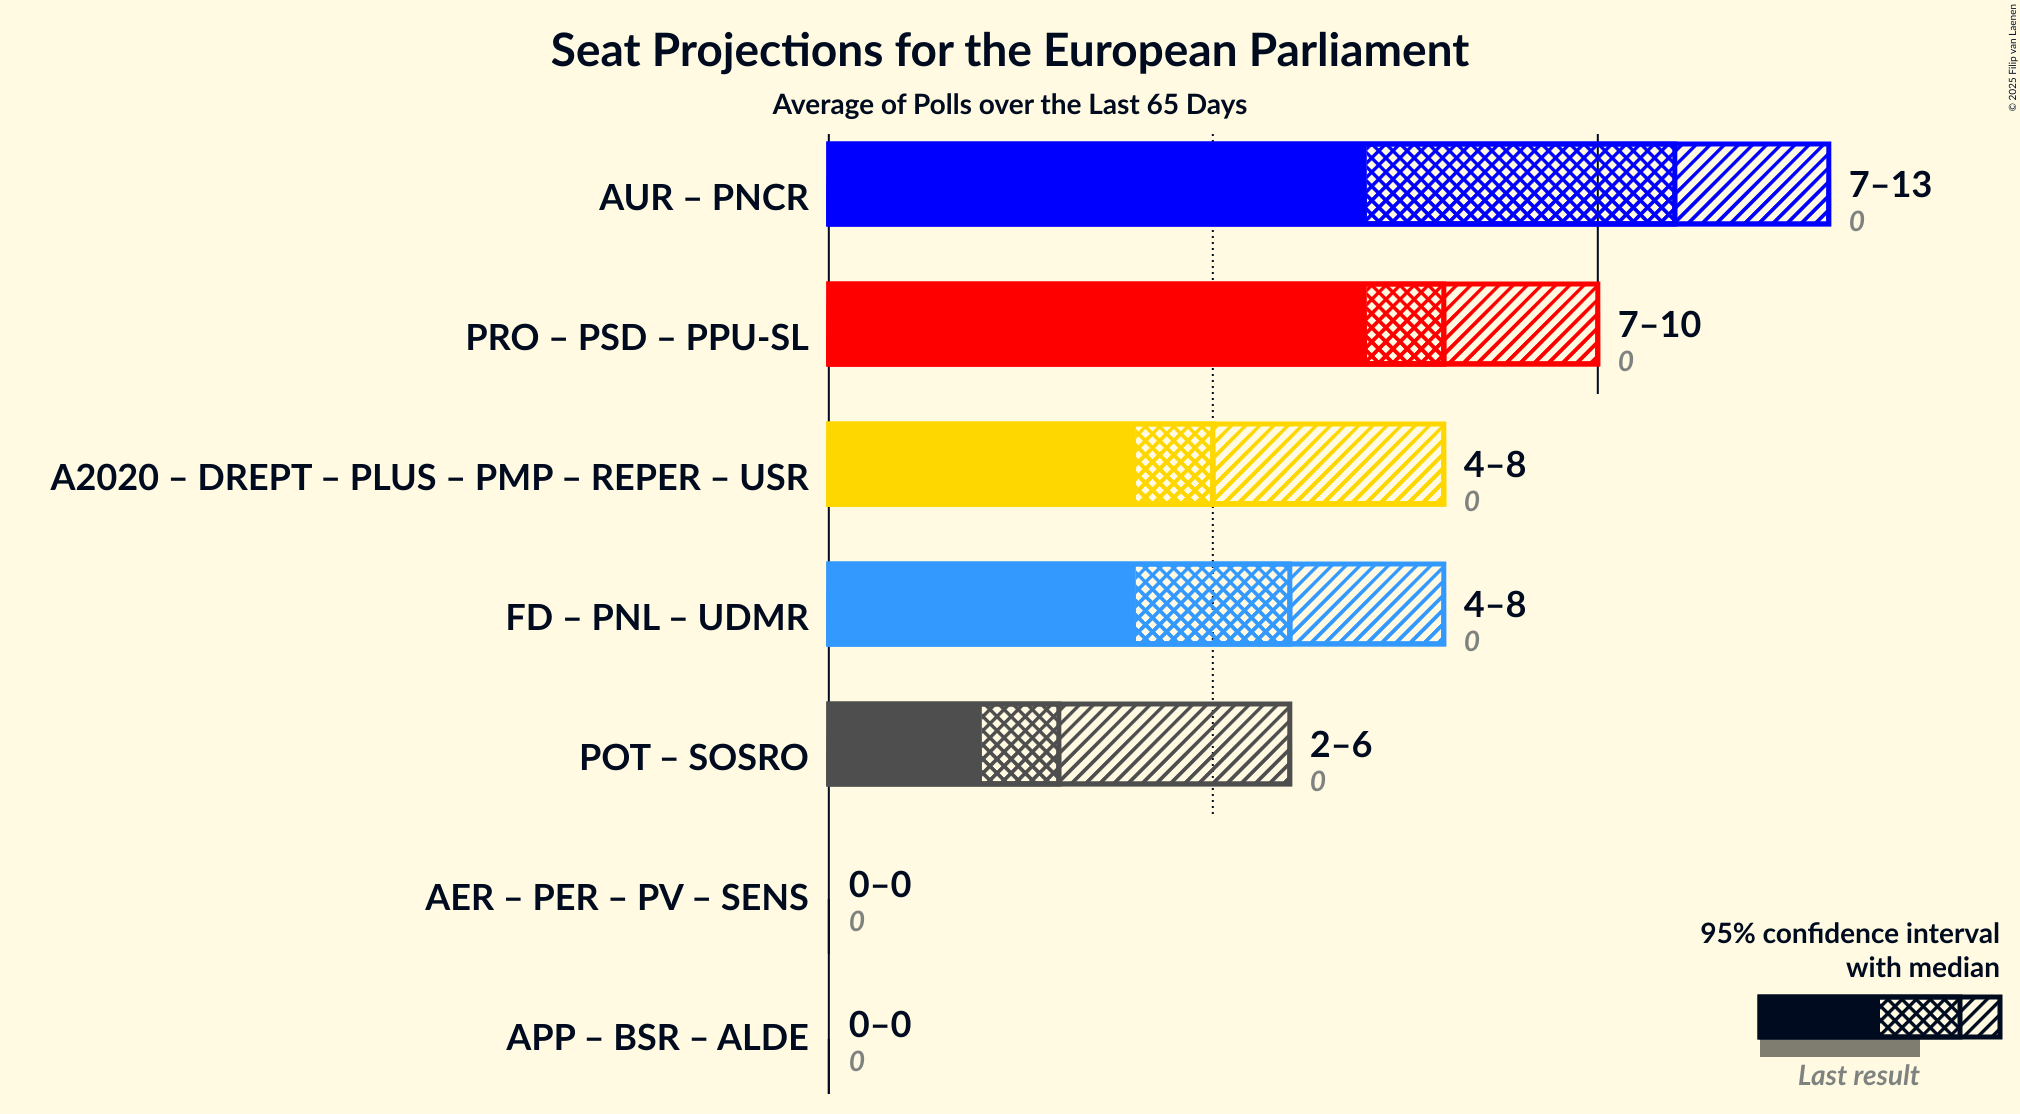 Seat Projections for the European Parliament
Average of Polls over the Last 65 Days
© 2025 Filip van Laenen
AUR – PNCR
7–13
0
PRO – PSD – PPU-SL
7–10
0
A2020 – DREPT – PLUS – PMP – REPER – USR
4–8
0
FD – PNL – UDMR
4–8
0
POT – SOSRO
2–6
0
AER – PER – PV – SENS
0–0
0
APP – BSR – ALDE
0–0
0
95% confidence interval
with median
Last result